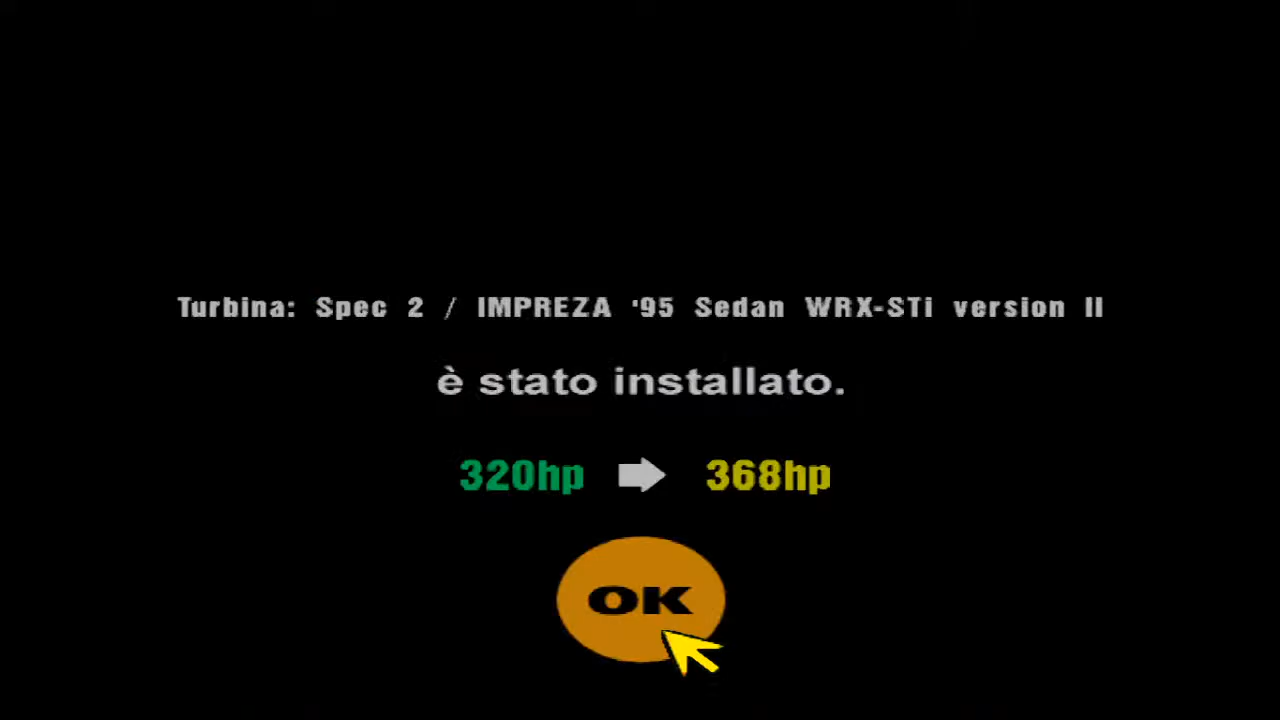 Turbina: Spec 2 / IMPREZA '95 Sedan WRX-STi version II
è stato installato.
320hp 368hp
OK